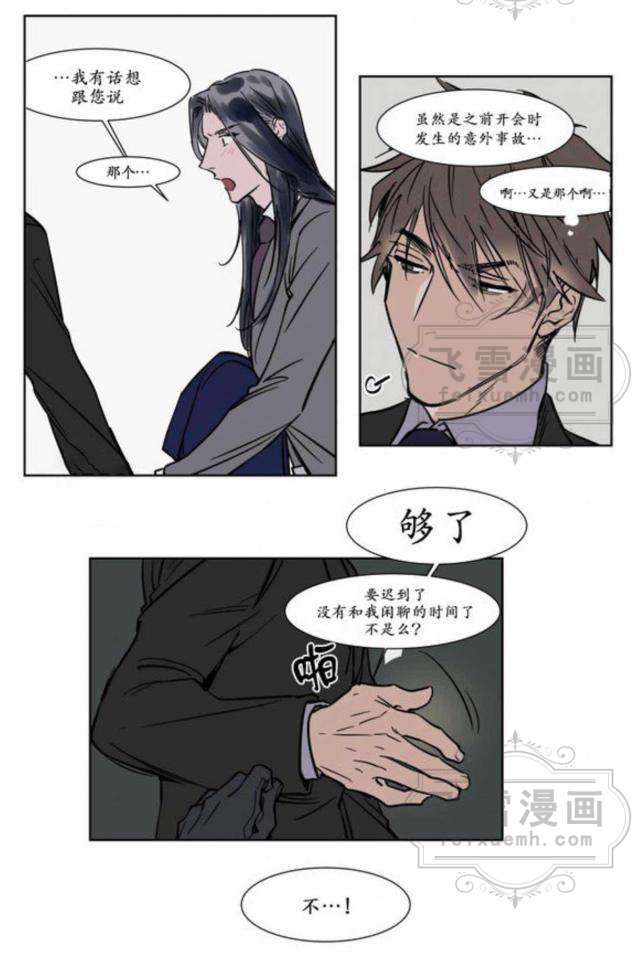 …我有话想
跟您说
那个…
虽然是之前开会时
发生的意外事故…
啊…又是那个啊…
飞雪漫画
feixuemh.com
够了
要迟到了
没有和我闲聊的时间了
不是么？
啪
飞雪漫画
feixuemh.com
不…！